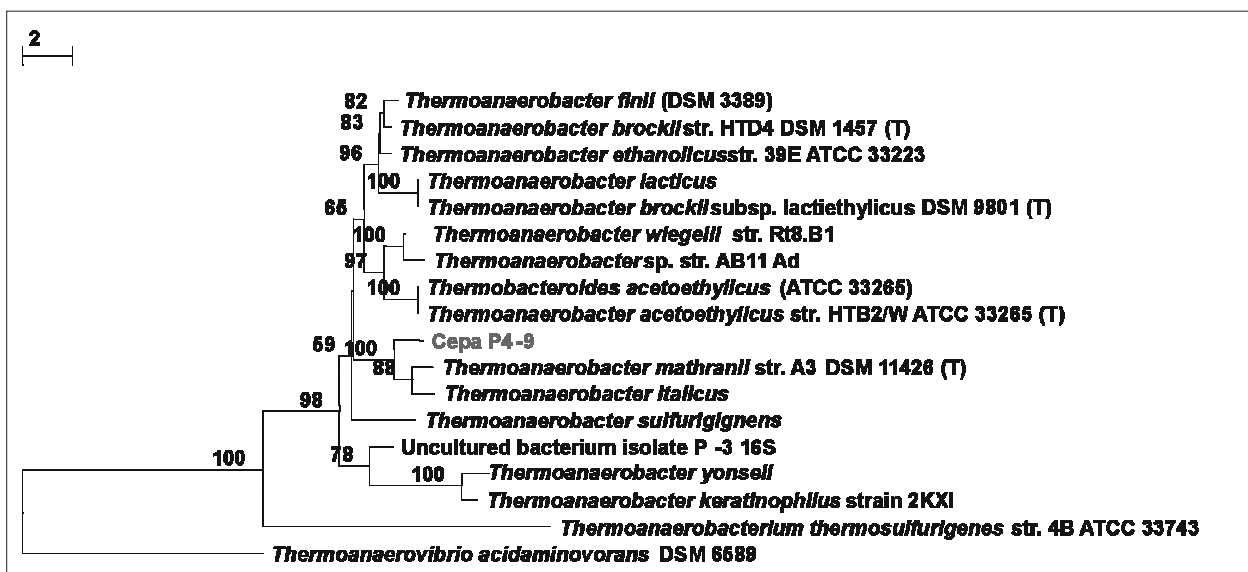 2
82 Thermoanaerobacter finii (DSM 3389)
83 Thermoanaerobacter brockii str. HTD4 DSM 1457 (T)
96 Thermoanaerobacter ethanolicus str. 39E ATCC 33223
100 Thermoanaerobacter lacticus
65 Thermoanaerobacter brockii subsp. lactiethylicus DSM 9801 (T)
100 Thermoanaerobacter wiegelii str. Rt8.B1
97 Thermoanaerobacter sp. str. AB11 Ad
100 Thermobacteroides acetoethylicus (ATCC 33265)
Thermoanaerobacter acetoethylicus str. HTB2/W ATCC 33265 (T)
59 100 Cepa P4-9
88 Thermoanaerobacter mathranii str. A3 DSM 11426 (T)
Thermoanaerobacter italicus
98 Thermoanaerobacter sulfurigignens
78 Uncultured bacterium isolate P -3 16S
100 100 Thermoanaerobacter yonseii
Thermoanaerobacter keratinophilus strain 2KXI
Thermoanaerobacterium thermosulfurigenes str. 4B ATCC 33743
Thermoanaerovibrio acidaminovorans DSM 6589